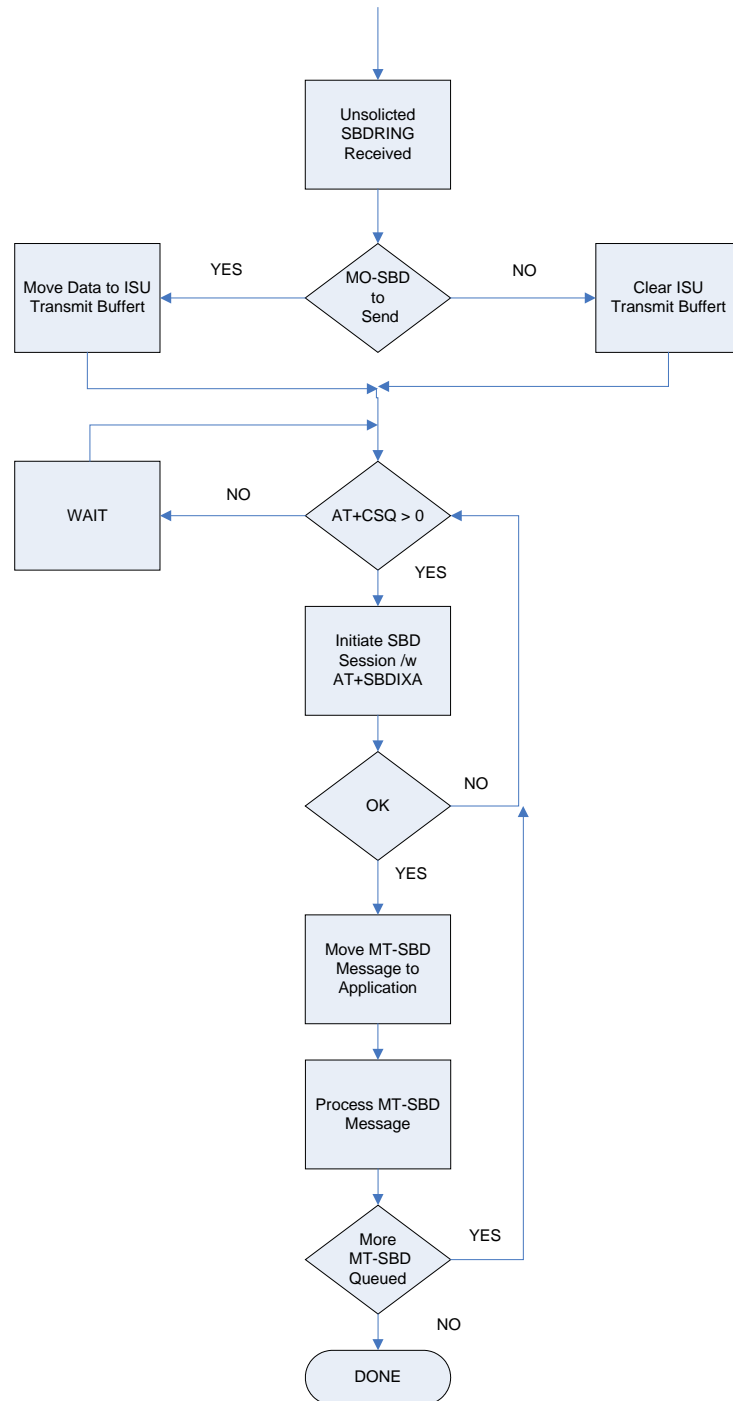 Unsolicted
SBDRING
Received
YES
MO-SBD
to
Send
NO
Move Data to ISU
Transmit Buffert
Clear ISU
Transmit Buffert
WAIT
NO
AT+CSQ > 0
YES
Initiate SBD
Session /w
AT+SBDIXA
OK
NO
YES
Move MT-SBD
Message to
Application
Process MT-SBD
Message
More
MT-SBD
Queued
YES
NO
DONE